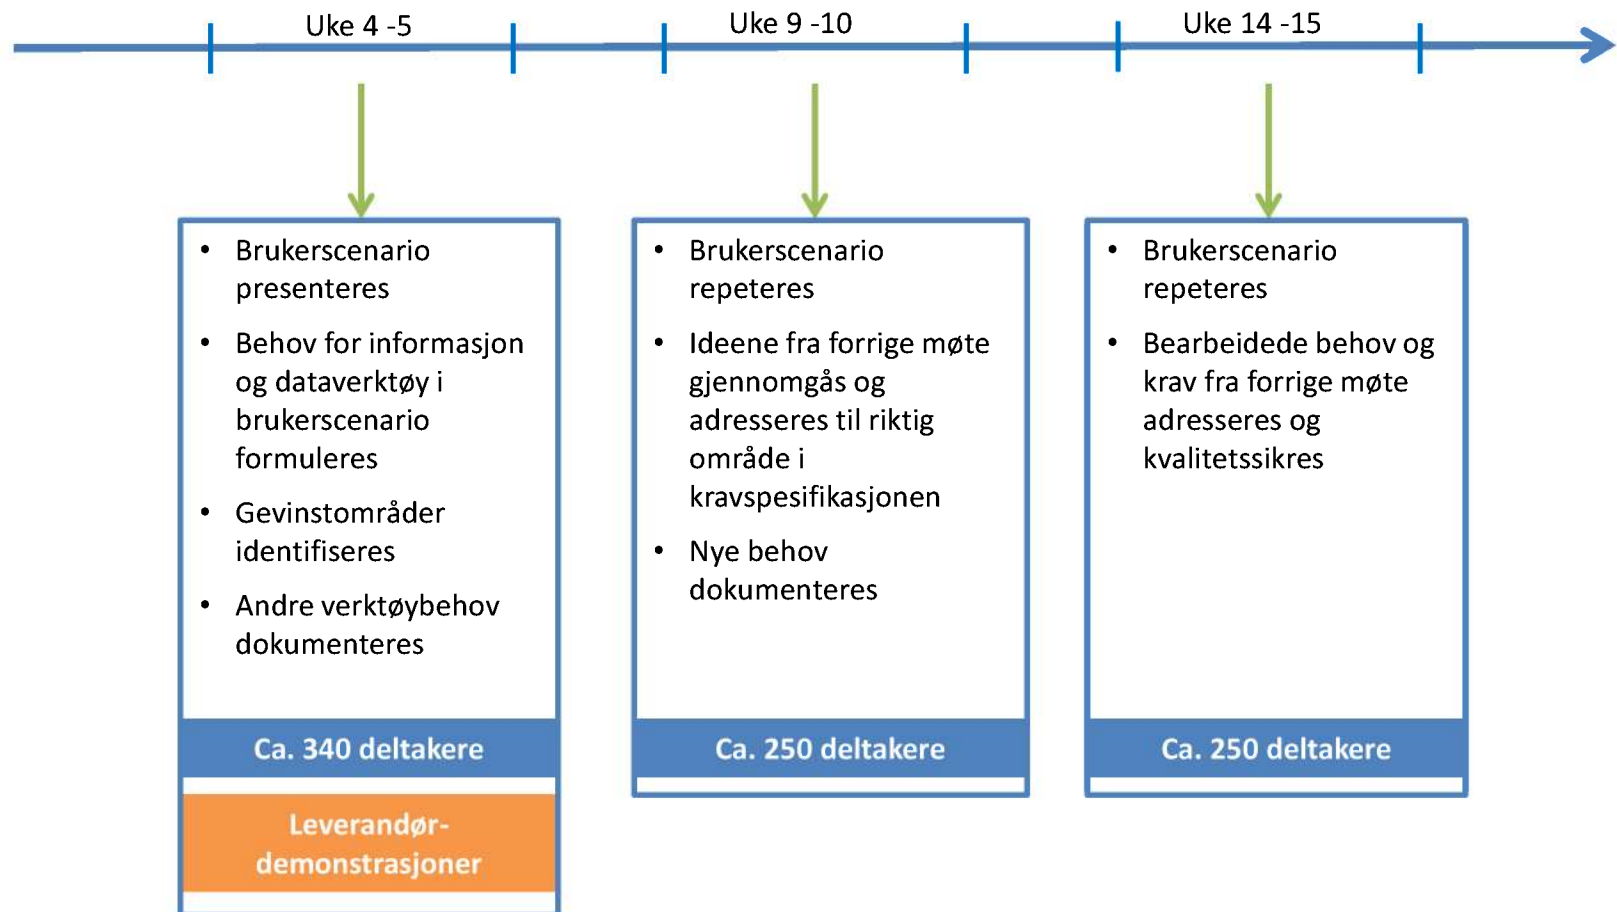 Uke 4 -5
Uke 9 -10
Uke 14 -15
• Brukerscenario
presenteres
• Behov for informasjon
og dataverktøy i
brukerscenario
formuleres
• Gevinstområder
identifiseres
• Andre verktøybehov
dokumenteres
Ca. 340 deltakere
Leverandør-
demonstrasjoner
• Brukerscenario
repeteres
• Ideene fra forrige møte
gjennomgås og
adresseres til riktig
område i
kravspesifikasjonen
• Nye behov
dokumenteres
Ca. 250 deltakere
• Brukerscenario
repeteres
• Bearbeidede behov og
krav fra forrige møte
adresseres og
kvalitetssikres
Ca. 250 deltakere